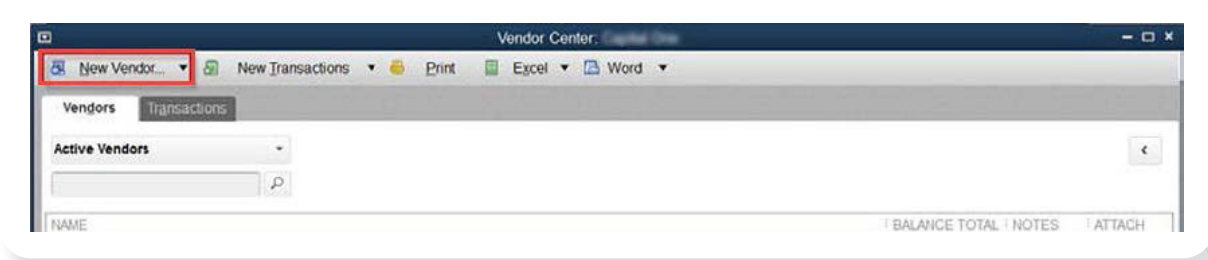 Vendor Center:
New Vendor... New Transactions Print Excel Word
Vendors Transactions
Active Vendors
NAME BALANCE TOTAL NOTES ATTACH